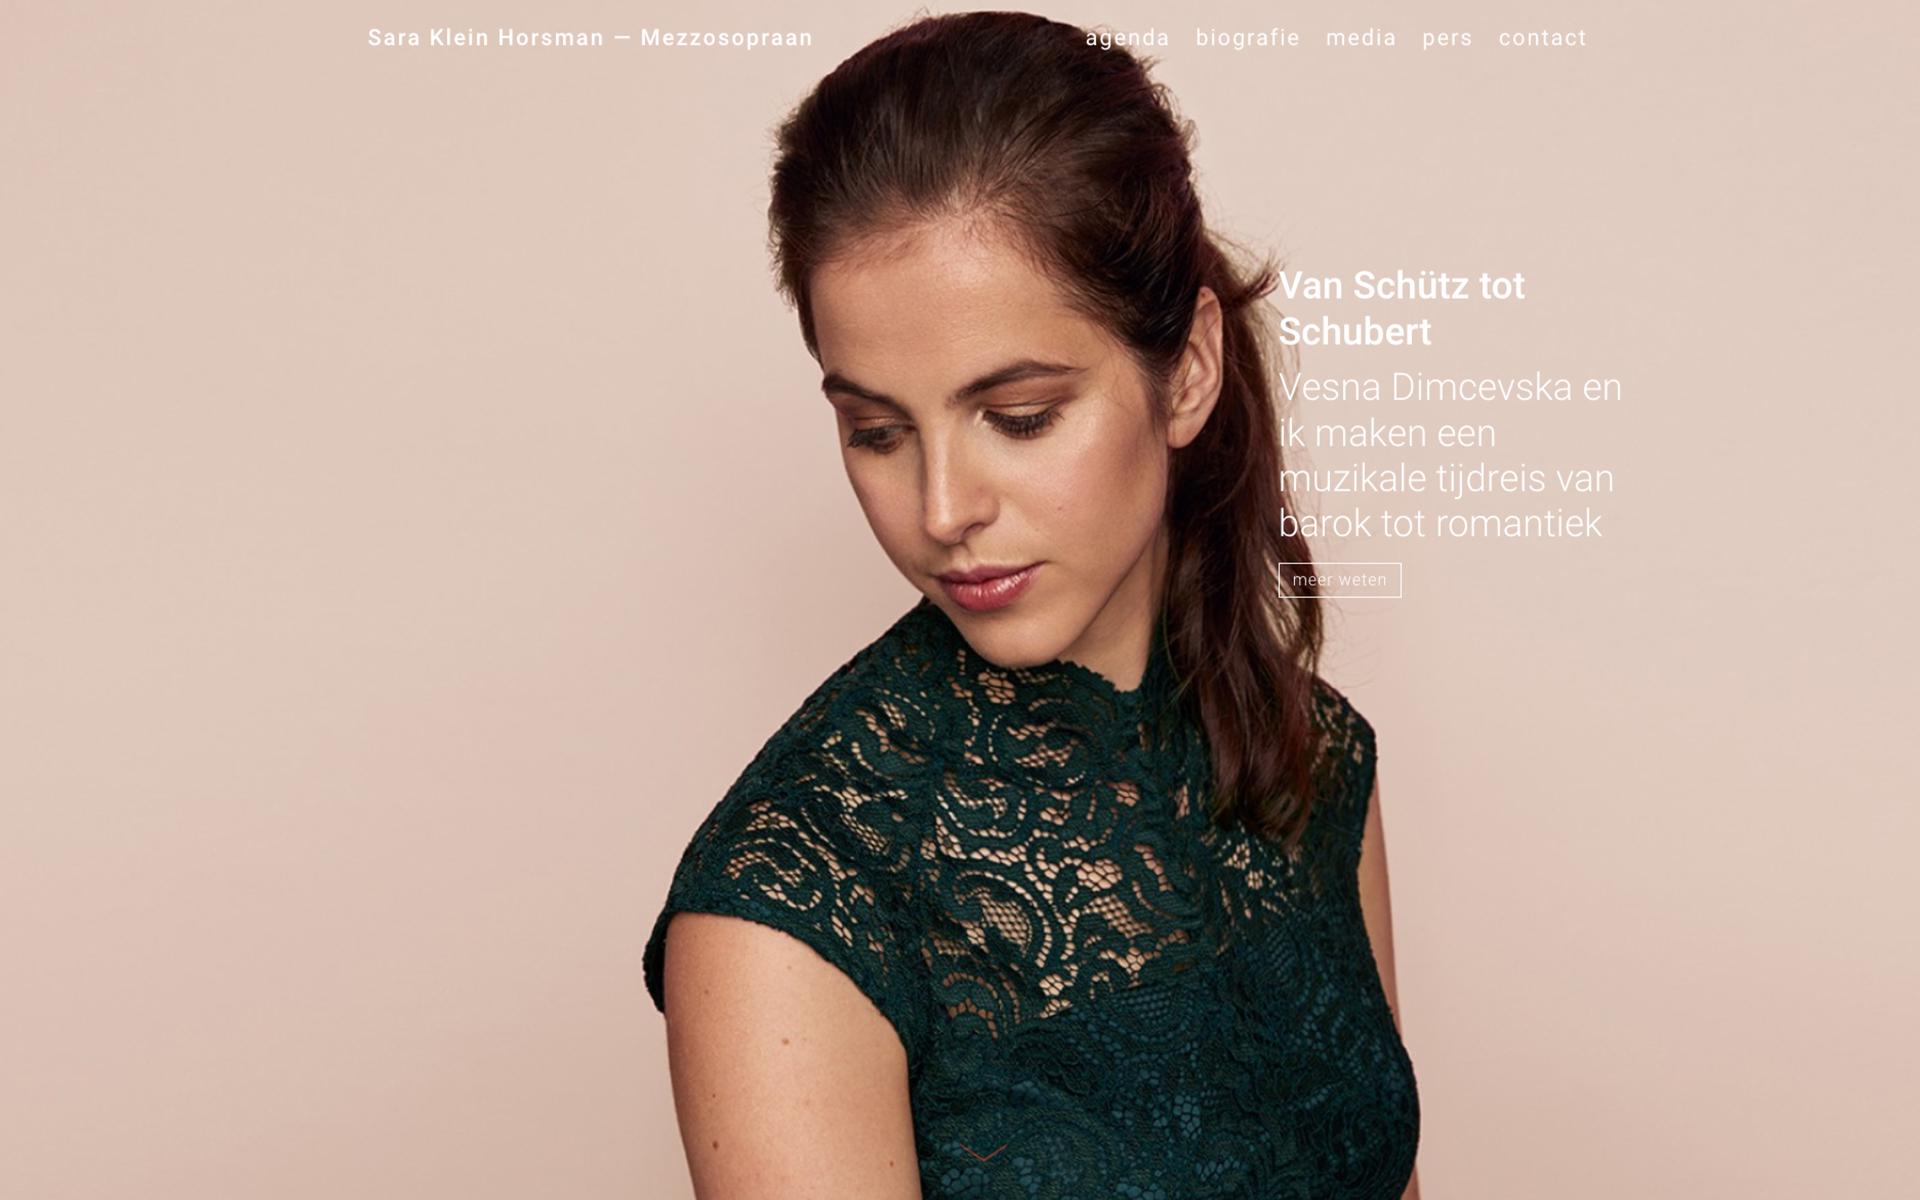 Sara Klein Horsman — Mezzosopraan
agenda biografie media pers contact
Van Schütz tot
Schubert
Vesna Dimcevska en
ik maken een
muzikale tijdreis van
barok tot romantiek
meer weten